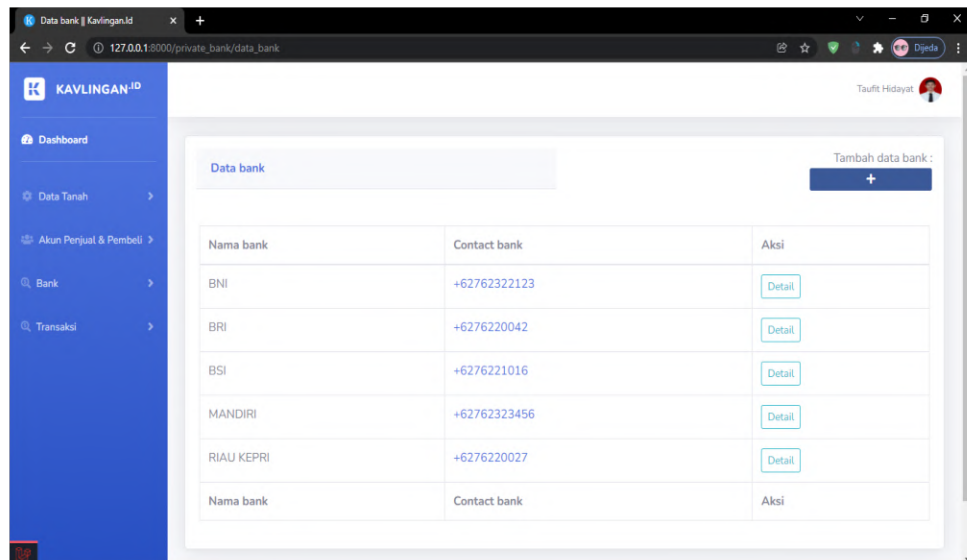 Data bank || Kavlingan.Id
127.0.0.1:8000/private_bank/data_bank
Dijeda
K KAVLINGAN.ID
Taufit Hidayat
Dashboard
Data bank
Tambah data bank :
+
Data Tanah
Akun Penjual & Pembeli
Bank
Transaksi
Nama bank Contact bank Aksi
BNI +62762322123 Detail
BRI +6276220042 Detail
BSI +6276221016 Detail
MANDIRI +62762323456 Detail
RIAU KEPRI +6276220027 Detail
Nama bank Contact bank Aksi